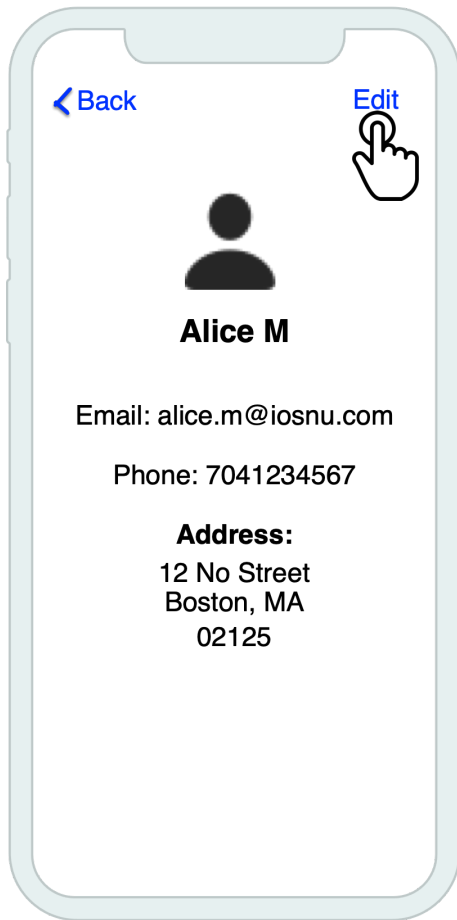 Back
Edit
Alice M
Email: alice.m@iosnu.com
Phone: 7041234567
Address:
12 No Street
Boston, MA
02125